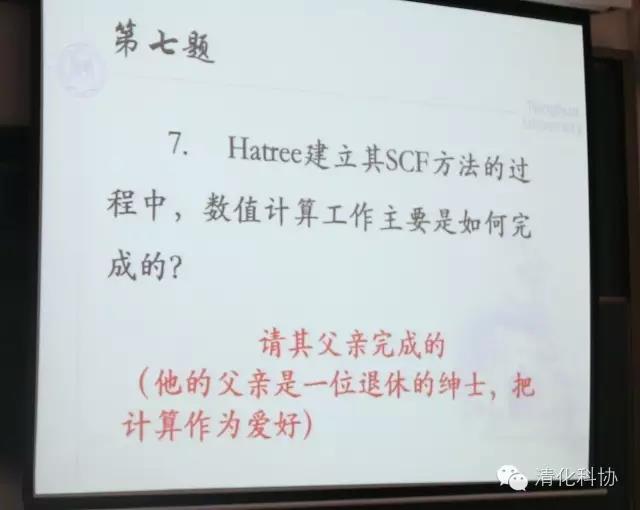 第七题
Tsinghua
University
7. Hatree建立其SCF方法的过
程中，数值计算工作主要是如何完
成的?
请其父亲完成的
（他的父亲是一位退休的绅士，把
计算作为爱好）
清化科协